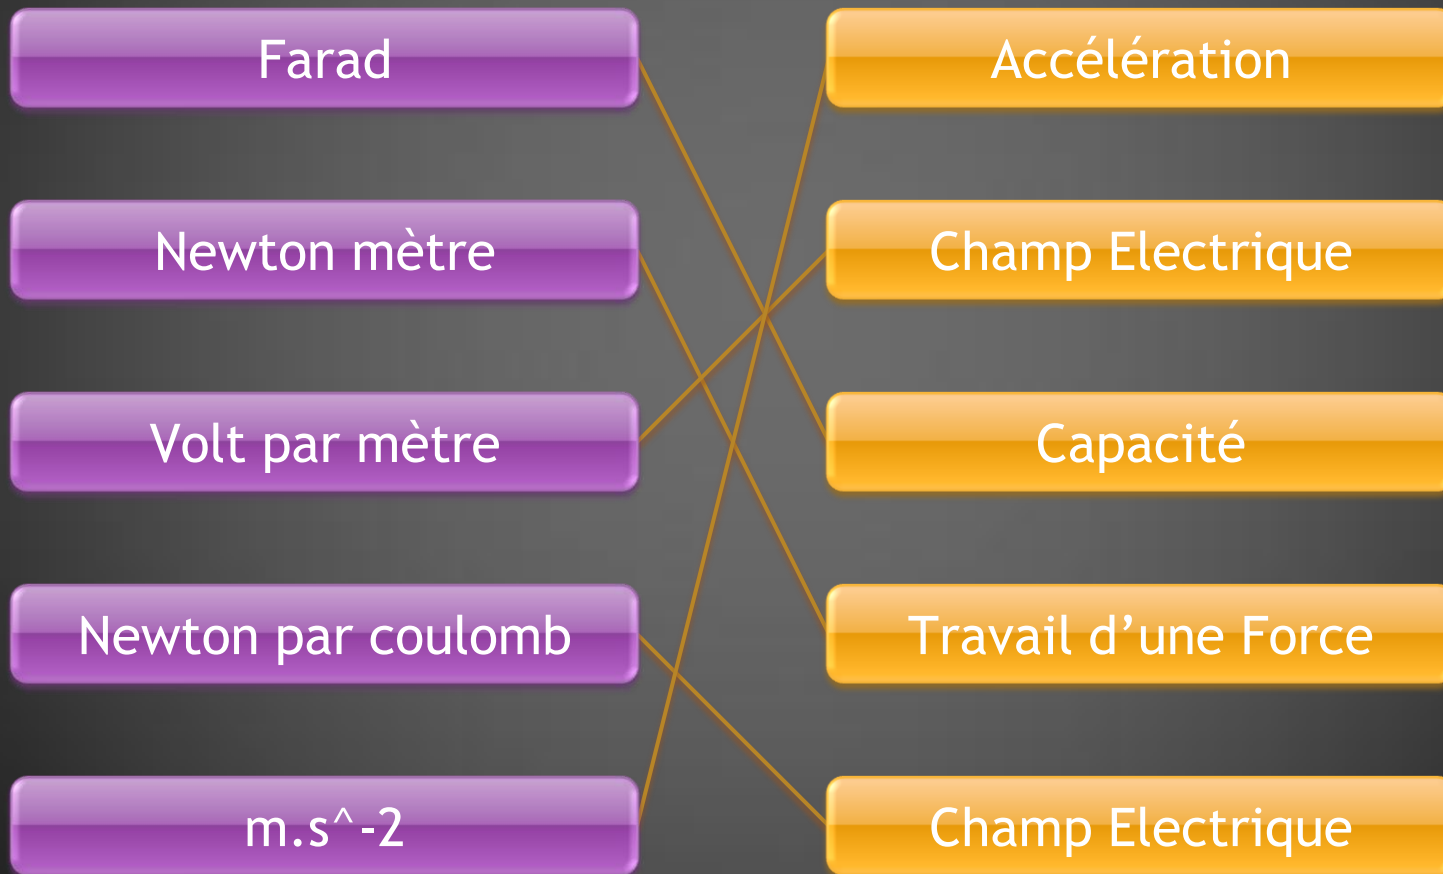 Farad
Accélération
Newton mètre
Champ Electrique
Volt par mètre
Capacité
Newton par coulomb
Travail d’une Force
m.s^-2
Champ Electrique